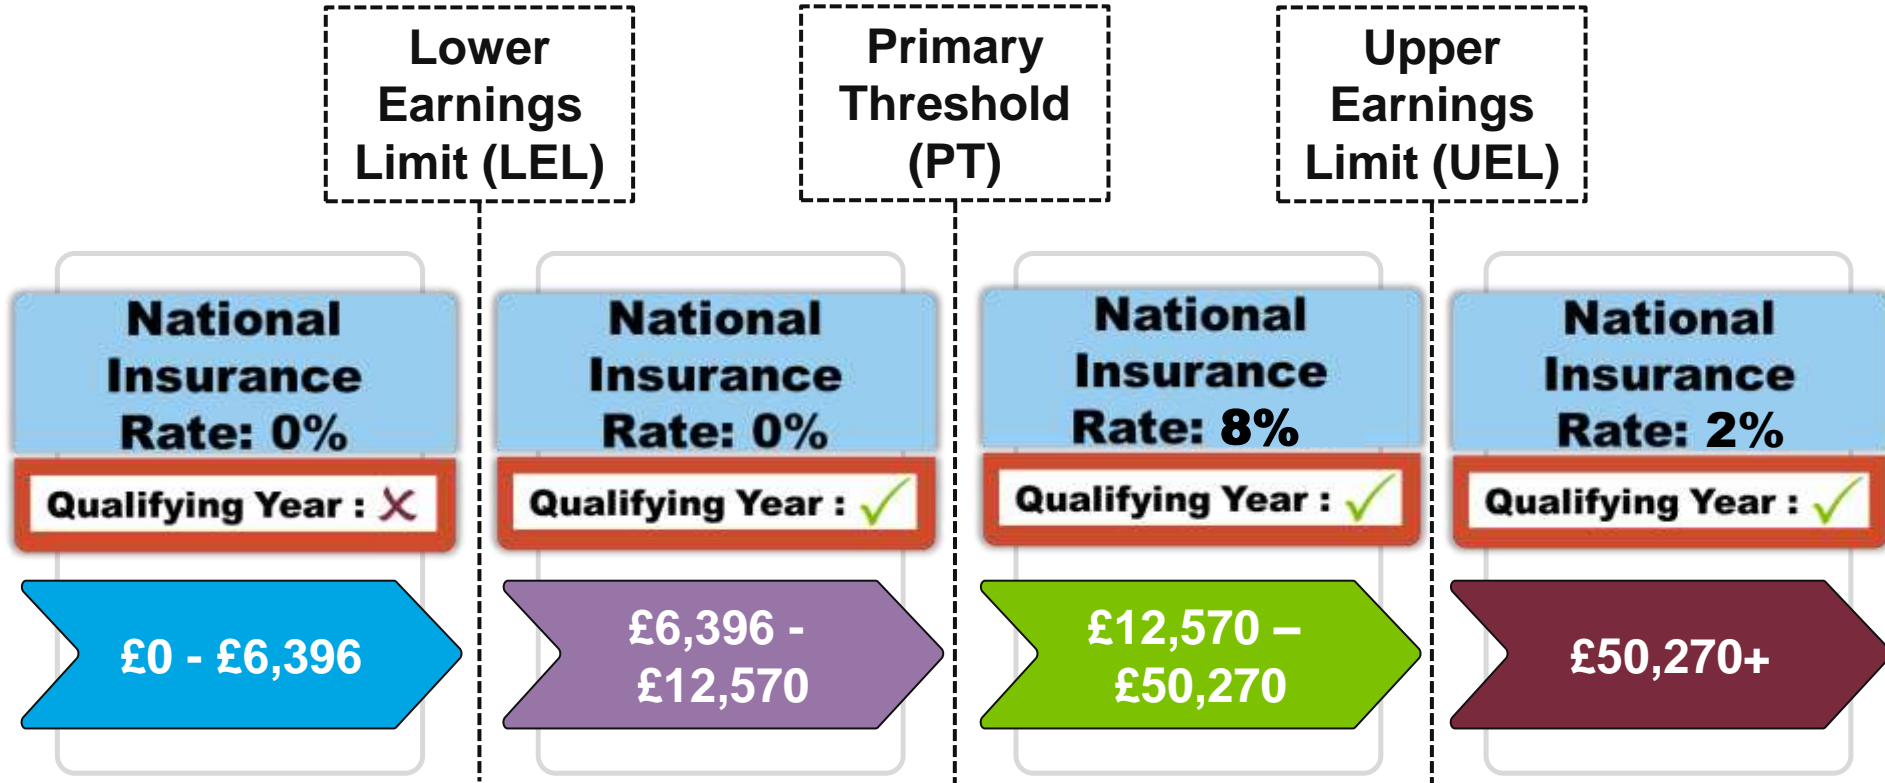 Lower
Earnings
Limit (LEL)
Primary
Threshold
(PT)
Upper
Earnings
Limit (UEL)
National
Insurance
Rate: 0%
Qualifying Year : ✗
£0 - £6,396
National
Insurance
Rate: 0%
Qualifying Year : ✓
£6,396 -
£12,570
National
Insurance
Rate: 8%
Qualifying Year : ✓
£12,570 –
£50,270
National
Insurance
Rate: 2%
Qualifying Year : ✓
£50,270+